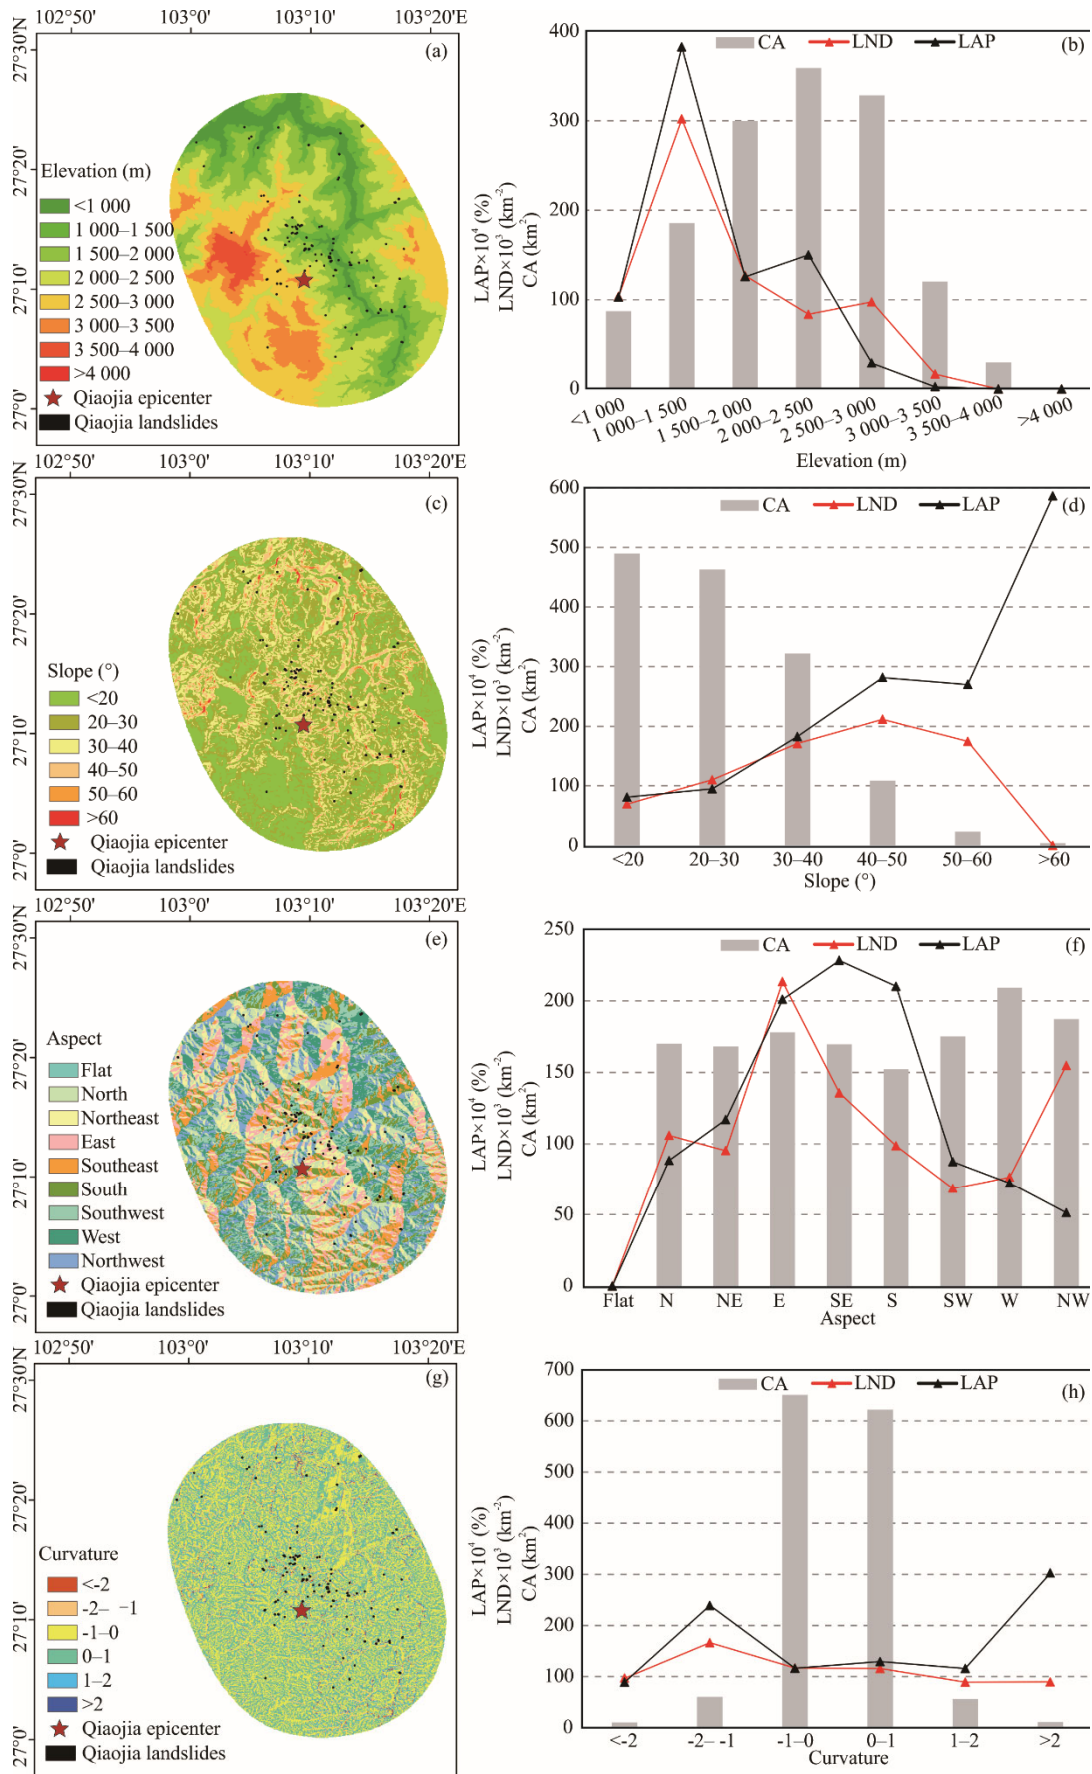 102°50' 103°0' 103°10' 103°20'E
27°30'N
27°20'
27°10'
27°0'
(a)
Elevation (m)
<1 000
1 000–1 500
1 500–2 000
2 000–2 500
2 500–3 000
3 000–3 500
3 500–4 000
>4 000
Qiaojia epicenter
Qiaojia landslides
400
300
200
100
0
LAP×10⁴ (%)
LND×10³ (km⁻²)
CA (km²)
CA LND LAP
(b)
<1 000 1 000–1 500 1 500–2 000 2 000–2 500 2 500–3 000 3 000–3 500 3 500–4 000 >4 000
Elevation (m)
102°50' 103°0' 103°10' 103°20'E
27°30'N
27°20'
27°10'
27°0'
(c)
Slope (°)
<20
20–30
30–40
40–50
50–60
>60
Qiaojia epicenter
Qiaojia landslides
600
500
400
300
200
100
0
LAP×10⁴ (%)
LND×10³ (km⁻²)
CA (km²)
CA LND LAP
(d)
<20 20–30 30–40 40–50 50–60 >60
Slope (°)
102°50' 103°0' 103°10' 103°20'E
27°30'N
27°20'
27°10'
27°0'
(e)
Aspect
Flat
North
Northeast
East
Southeast
South
Southwest
West
Northwest
Qiaojia epicenter
Qiaojia landslides
250
200
150
100
50
0
LAP×10⁴ (%)
LND×10³ (km⁻²)
CA (km²)
CA LND LAP
(f)
Flat N NE E SE S SW W NW
Aspect
102°50' 103°0' 103°10' 103°20'
27°30'N
27°20'
27°10'
27°0'
(g)
Curvature
<-2
-2– −1
-1–0
0–1
1–2
>2
Qiaojia epicenter
Qiaojia landslides
700
600
500
400
300
200
100
0
LAP×10⁴ (%)
LND×10³ (km⁻²)
CA (km²)
CA LND LAP
(h)
<-2 -2– -1 -1–0 0–1 1–2 >2
Curvature